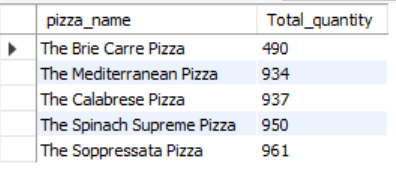 pizza_name Total_quantity
The Brie Carre Pizza 490
The Mediterranean Pizza 934
The Calabrese Pizza 937
The Spinach Supreme Pizza 950
The Soppressata Pizza 961